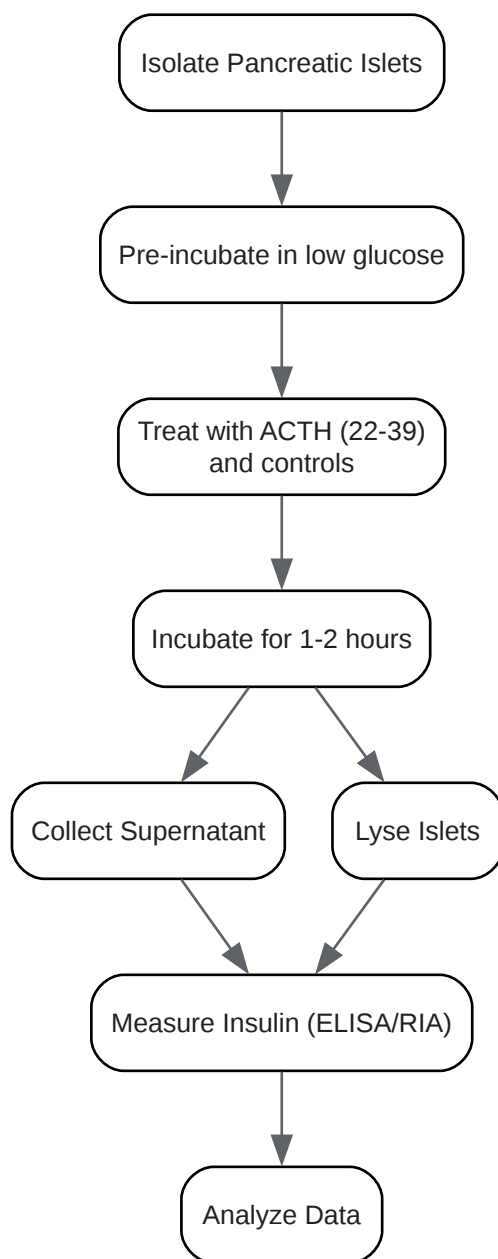 Isolate Pancreatic Islets
Pre-incubate in low glucose
Treat with ACTH (22-39)
and controls
Incubate for 1-2 hours
Collect Supernatant
Lyse Islets
Measure Insulin (ELISA/RIA)
Analyze Data